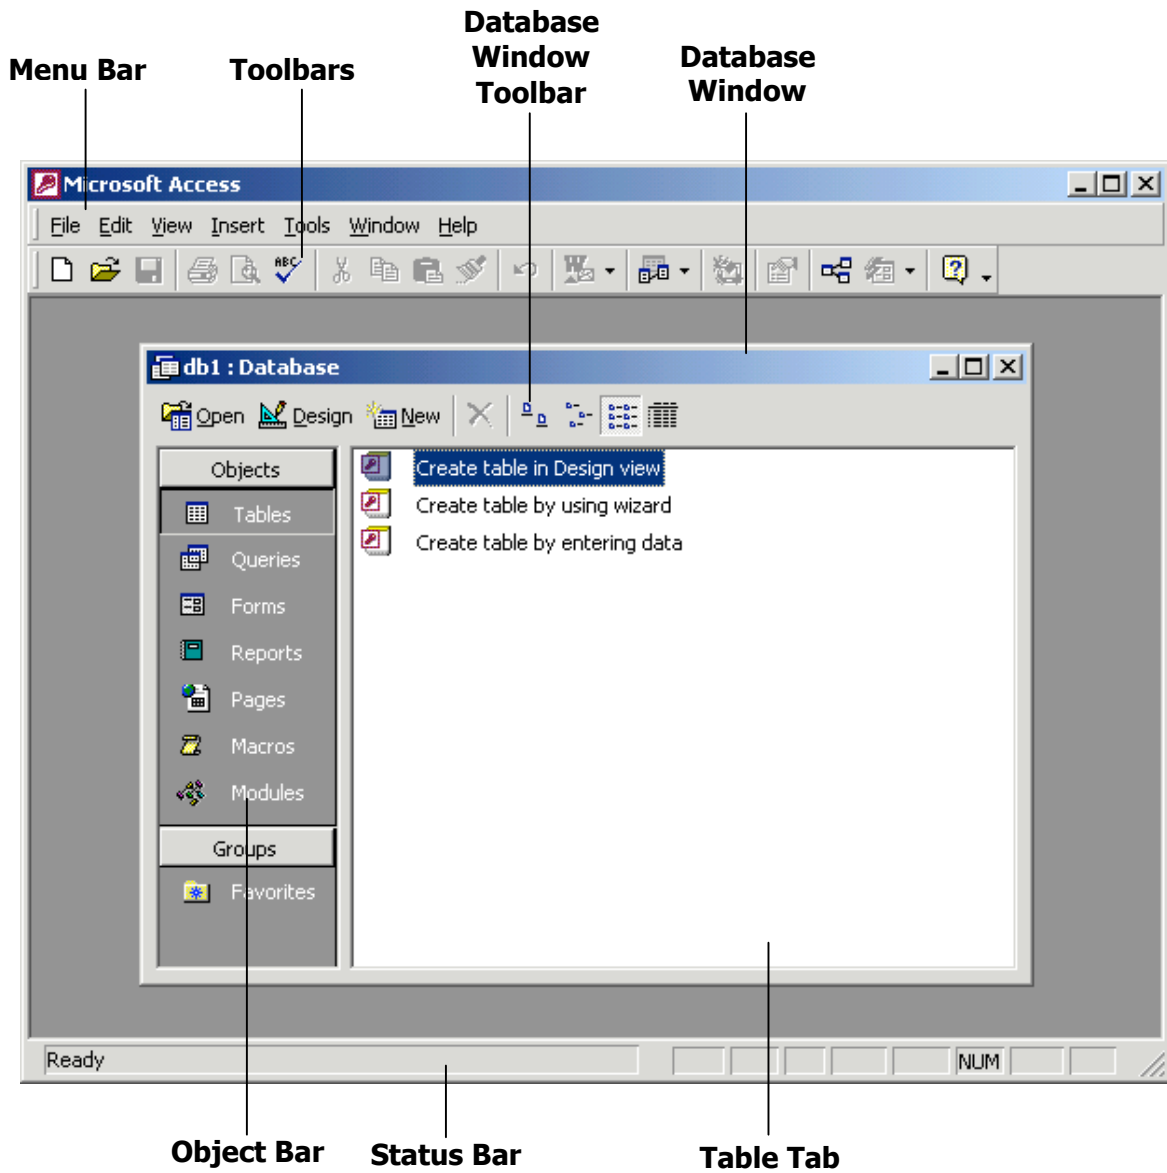 Database
Window
Toolbar
Database
Window
Menu Bar
Toolbars
Microsoft Access
File Edit View Insert Tools Window Help
ABC
db1 : Database
Open Design New
Objects
Tables
Queries
Forms
Reports
Pages
Macros
Modules
Groups
Favorites
Create table in Design view
Create table by using wizard
Create table by entering data
Ready
NUM
Object Bar
Status Bar
Table Tab